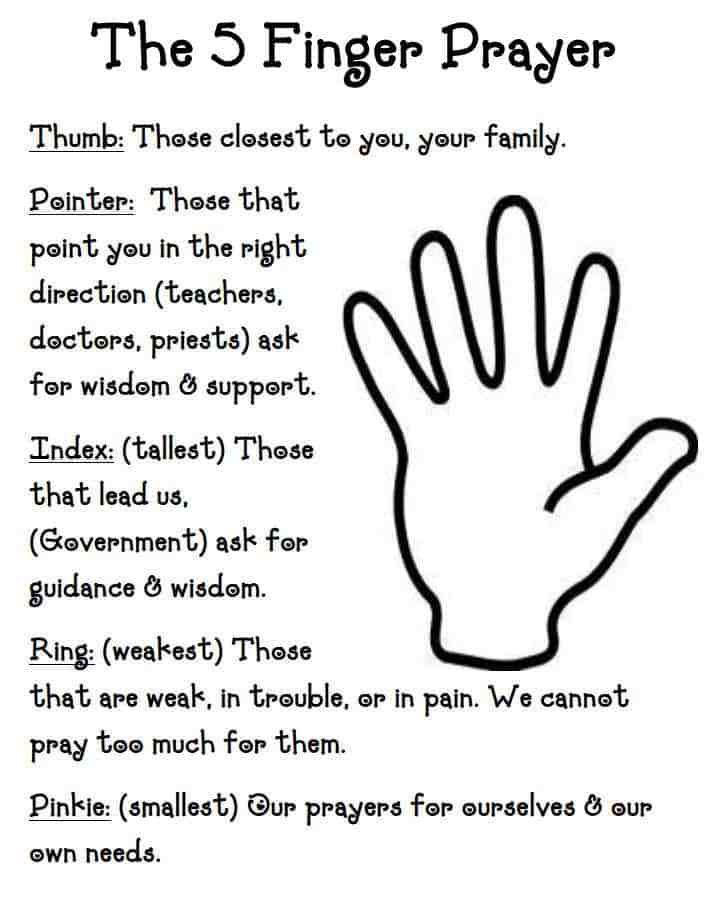 The 5 Finger Prayer
Thumb: Those closest to you, your family.
Pointer: Those that
point you in the right
direction (teachers,
doctors, priests) ask
for wisdom & support.
Index: (tallest) Those
that lead us,
(Government) ask for
guidance & wisdom.
Ring: (weakest) Those
that are weak, in trouble, or in pain. We cannot
pray too much for them.
Pinkie: (smallest) Our prayers for ourselves & our
own needs.